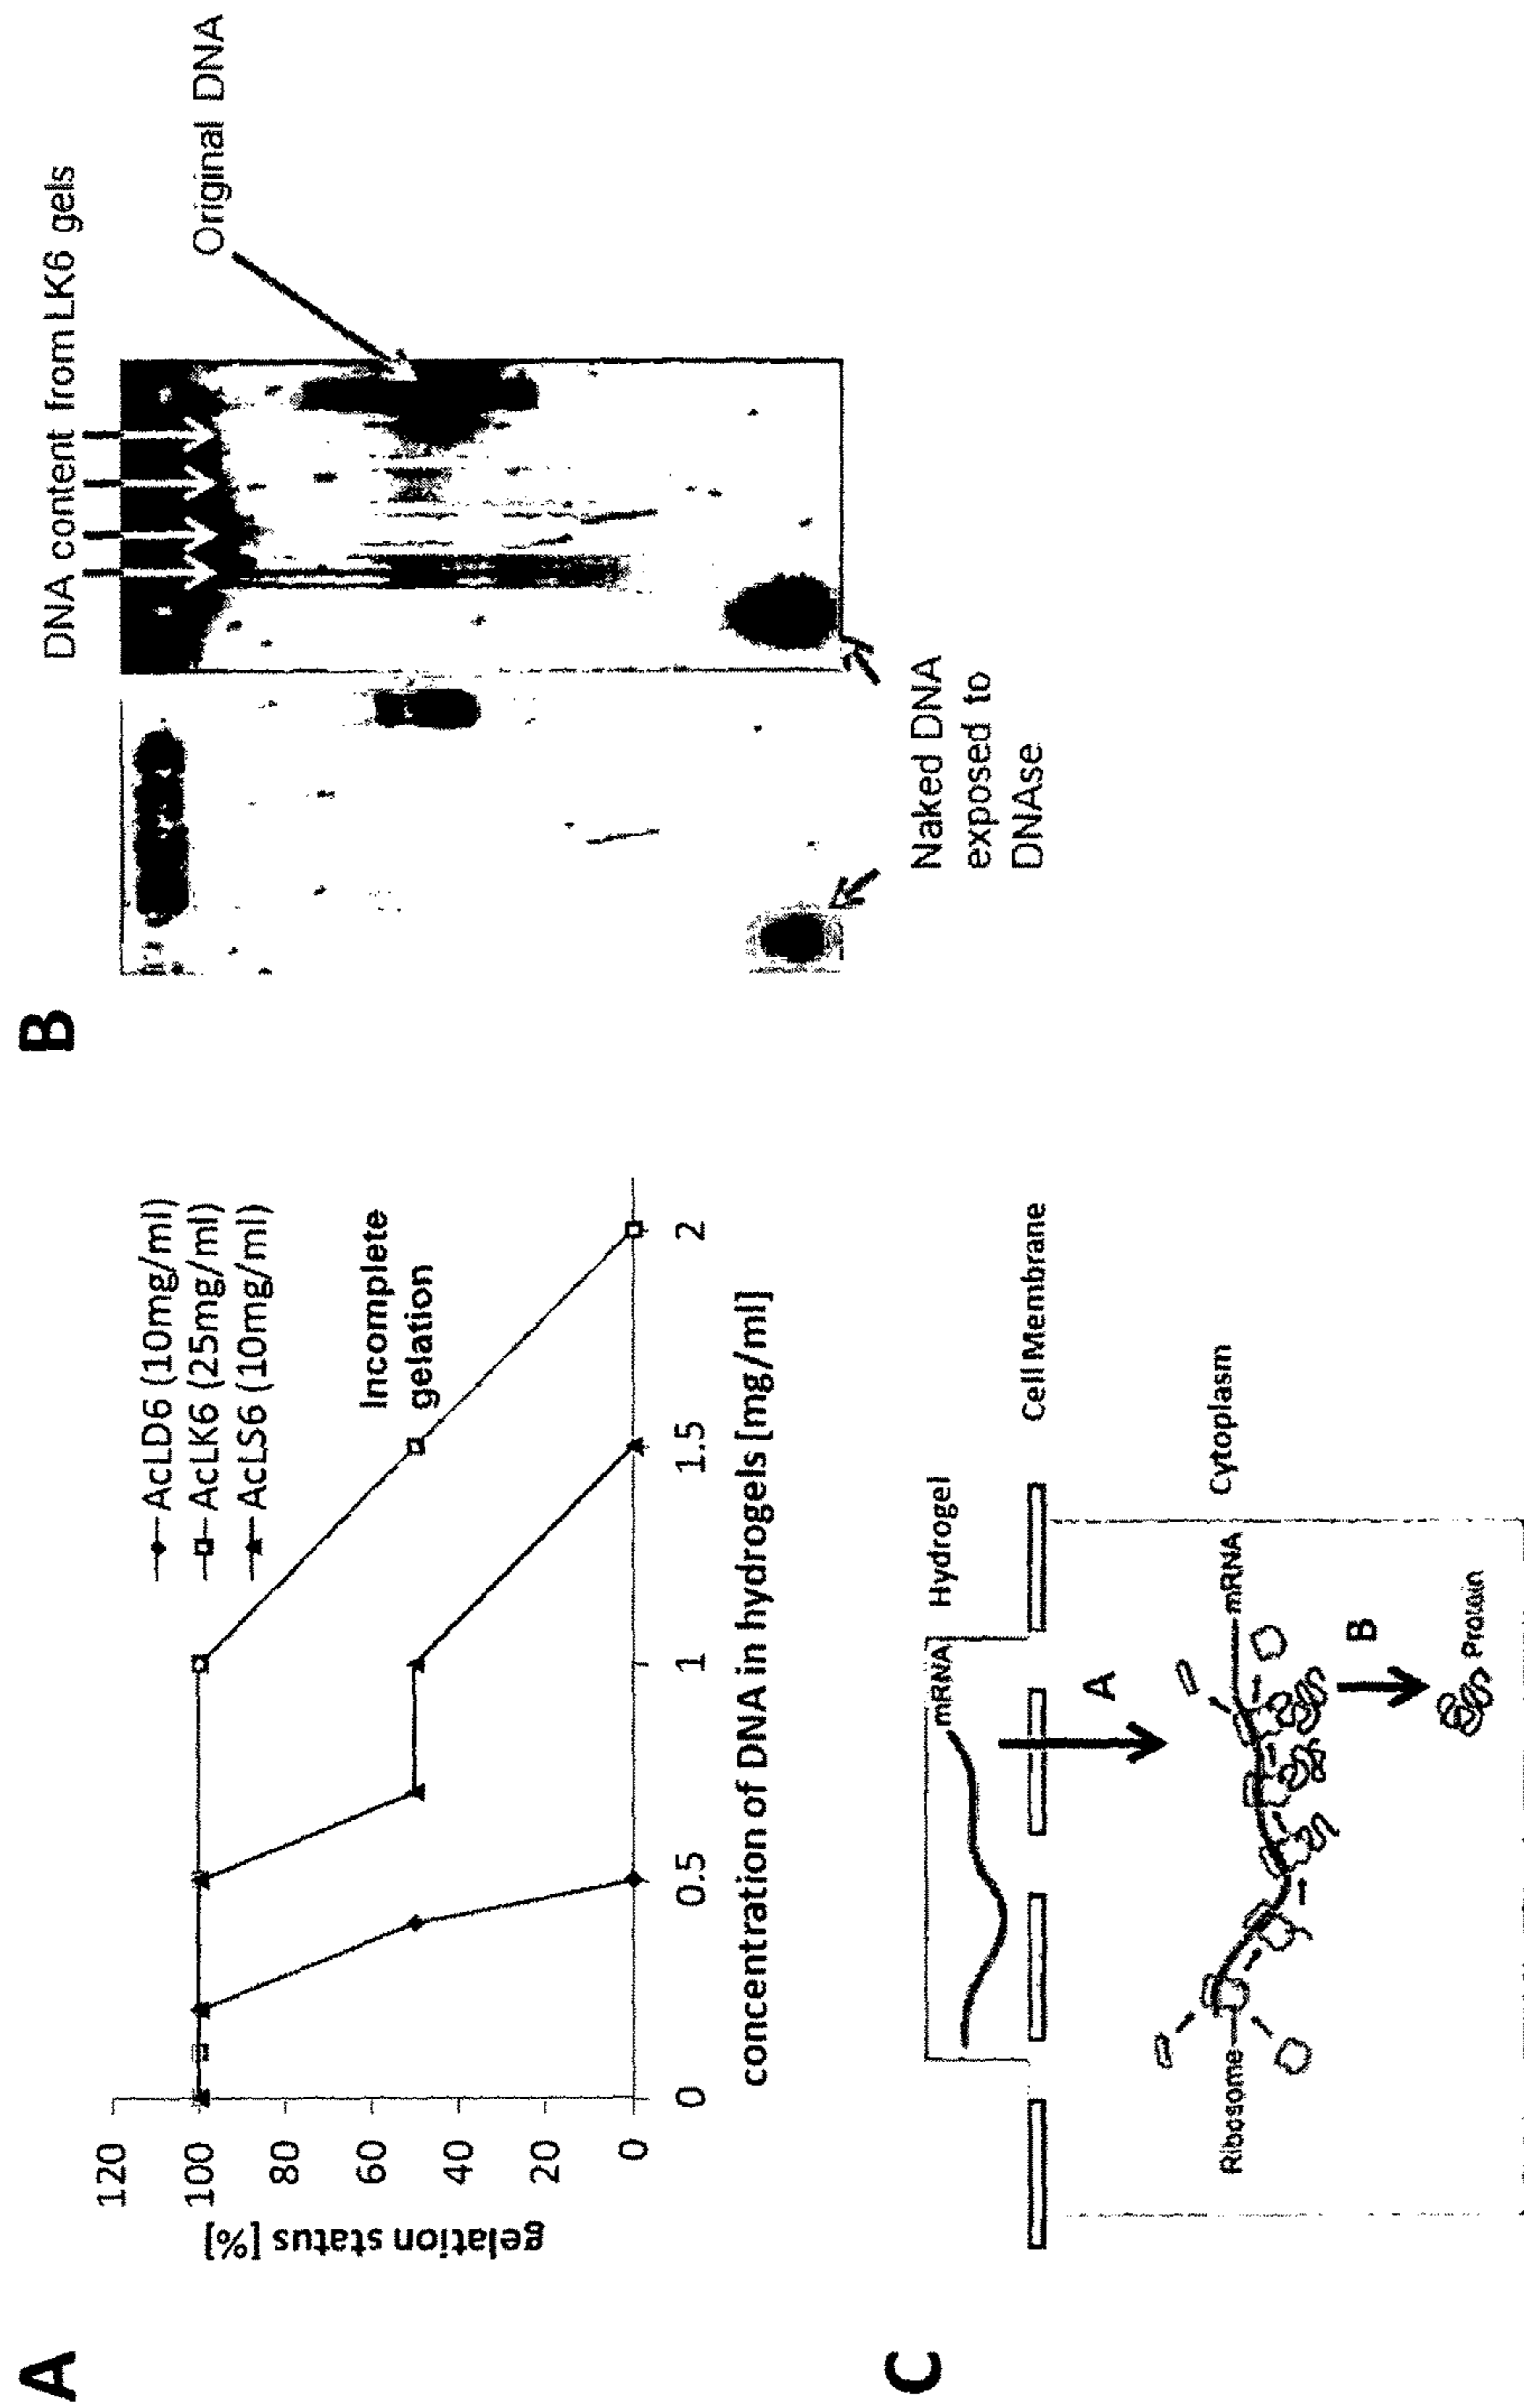 A
120
100
80
60
40
20
0
gelation status [%]
0
0.5
1
1.5
2
concentration of DNA in hydrogels [mg/ml]
AcLD6 (10mg/ml)
AcLK6 (25mg/ml)
AcLS6 (10mg/ml)
Incomplete
gelation
B
DNA content from LK6 gels
Original DNA
Naked DNA
exposed to
DNAse
C
mRNA
Hydrogel
Cell Membrane
A
Cytoplasm
Ribosome
mRNA
B
Protein